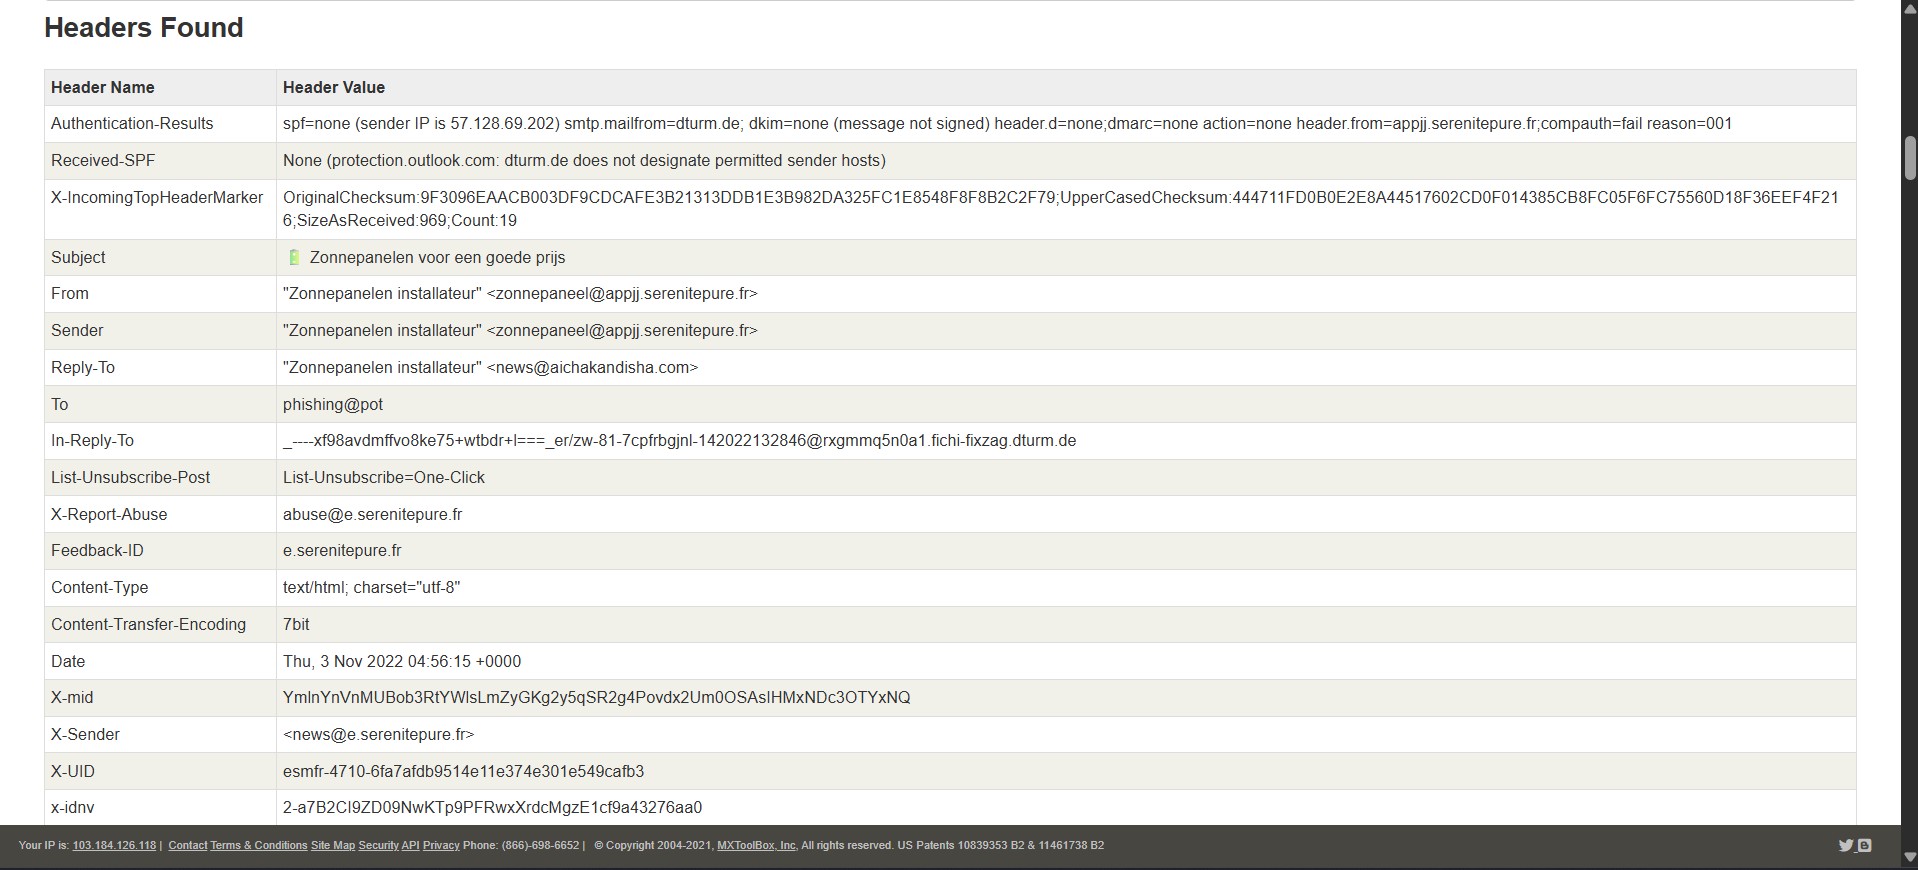 Headers Found
Header Name Header Value
Authentication-Results spf=none (sender IP is 57.128.69.202) smtp.mailfrom=dturm.de; dkim=none (message not signed) header.d=none;dmarc=none action=none header.from=appjj.serenitepure.fr;compauth=fail reason=001
Received-SPF None (protection.outlook.com: dturm.de does not designate permitted sender hosts)
X-IncomingTopHeaderMarker OriginalChecksum:9F3096EAACB003DF9CDCAFE3B21313DDB1E3B982DA325FC1E8548F8F8B2C2F79;UpperCasedChecksum:444711FD0B0E2E8A44517602CD0F014385CB8FC05F6FC75560D18F36EEF4F21
6;SizeAsReceived:969;Count:19
Subject 🔋 Zonnepanelen voor een goede prijs
From "Zonnepanelen installateur" <zonnepaneel@appjj.serenitepure.fr>
Sender "Zonnepanelen installateur" <zonnepaneel@appjj.serenitepure.fr>
Reply-To "Zonnepanelen installateur" <news@aichakandisha.com>
To phishing@pot
In-Reply-To _----xf98avdmffvo8ke75+wtbdr+l===_er/zw-81-7cpfrbgjnl-142022132846@rxgmmq5n0a1.fichi-fixzag.dturm.de
List-Unsubscribe-Post List-Unsubscribe=One-Click
X-Report-Abuse abuse@e.serenitepure.fr
Feedback-ID e.serenitepure.fr
Content-Type text/html; charset="utf-8"
Content-Transfer-Encoding 7bit
Date Thu, 3 Nov 2022 04:56:15 +0000
X-mid YmlnYnVnMUBob3RtYWlsLmZyGKg2y5qSR2g4Povdx2Um0OSAsIHMxNDc3OTYxNQ
X-Sender <news@e.serenitepure.fr>
X-UID esmfr-4710-6fa7afdb9514e11e374e301e549cafb3
x-idnv 2-a7B2CI9ZD09NwKTp9PFRwxXrdcMgzE1cf9a43276aa0
Your IP is: 103.184.126.118 | Contact Terms & Conditions Site Map Security API Privacy Phone: (866)-698-6652 | © Copyright 2004-2021, MXToolBox, Inc, All rights reserved. US Patents 10839353 B2 & 11461738 B2